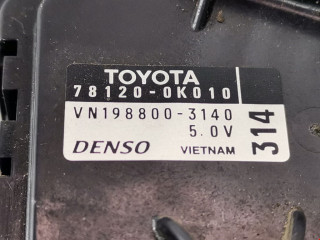 TOYOTA
78120-0K010
VN198800-3140
5.0V
DENSO VIETNAM
314